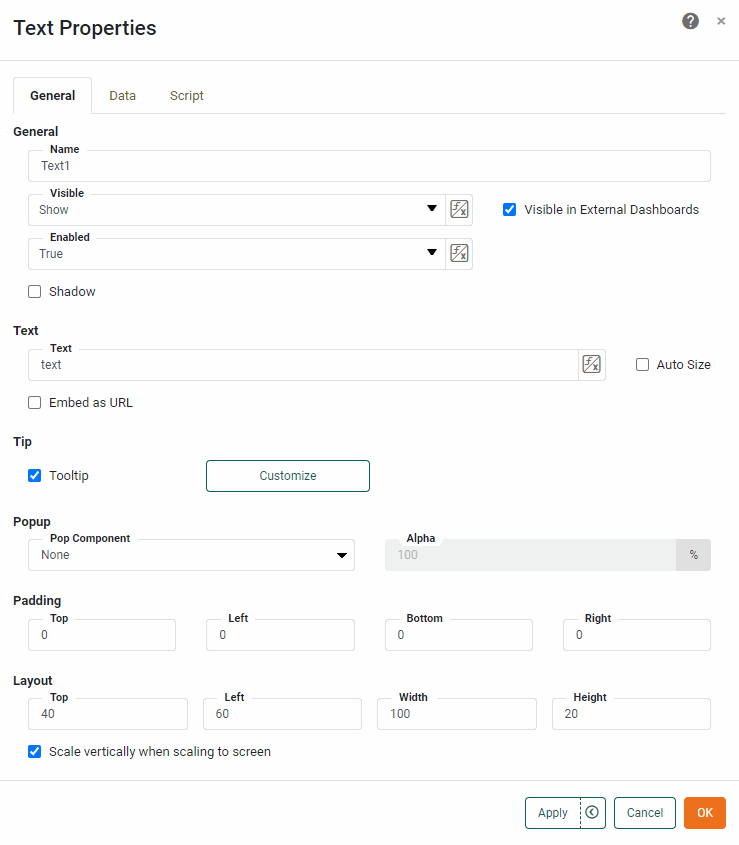 Text Properties
General Data Script
General
Name
Text1
Visible
Show
Visible in External Dashboards
Enabled
True
Shadow
Text
Text
text
Auto Size
Embed as URL
Tip
Tooltip Customize
Popup
Pop Component Alpha
None 100 %
Padding
Top Left Bottom Right
0 0 0 0
Layout
Top Left Width Height
40 60 100 20
Scale vertically when scaling to screen
Apply Cancel OK